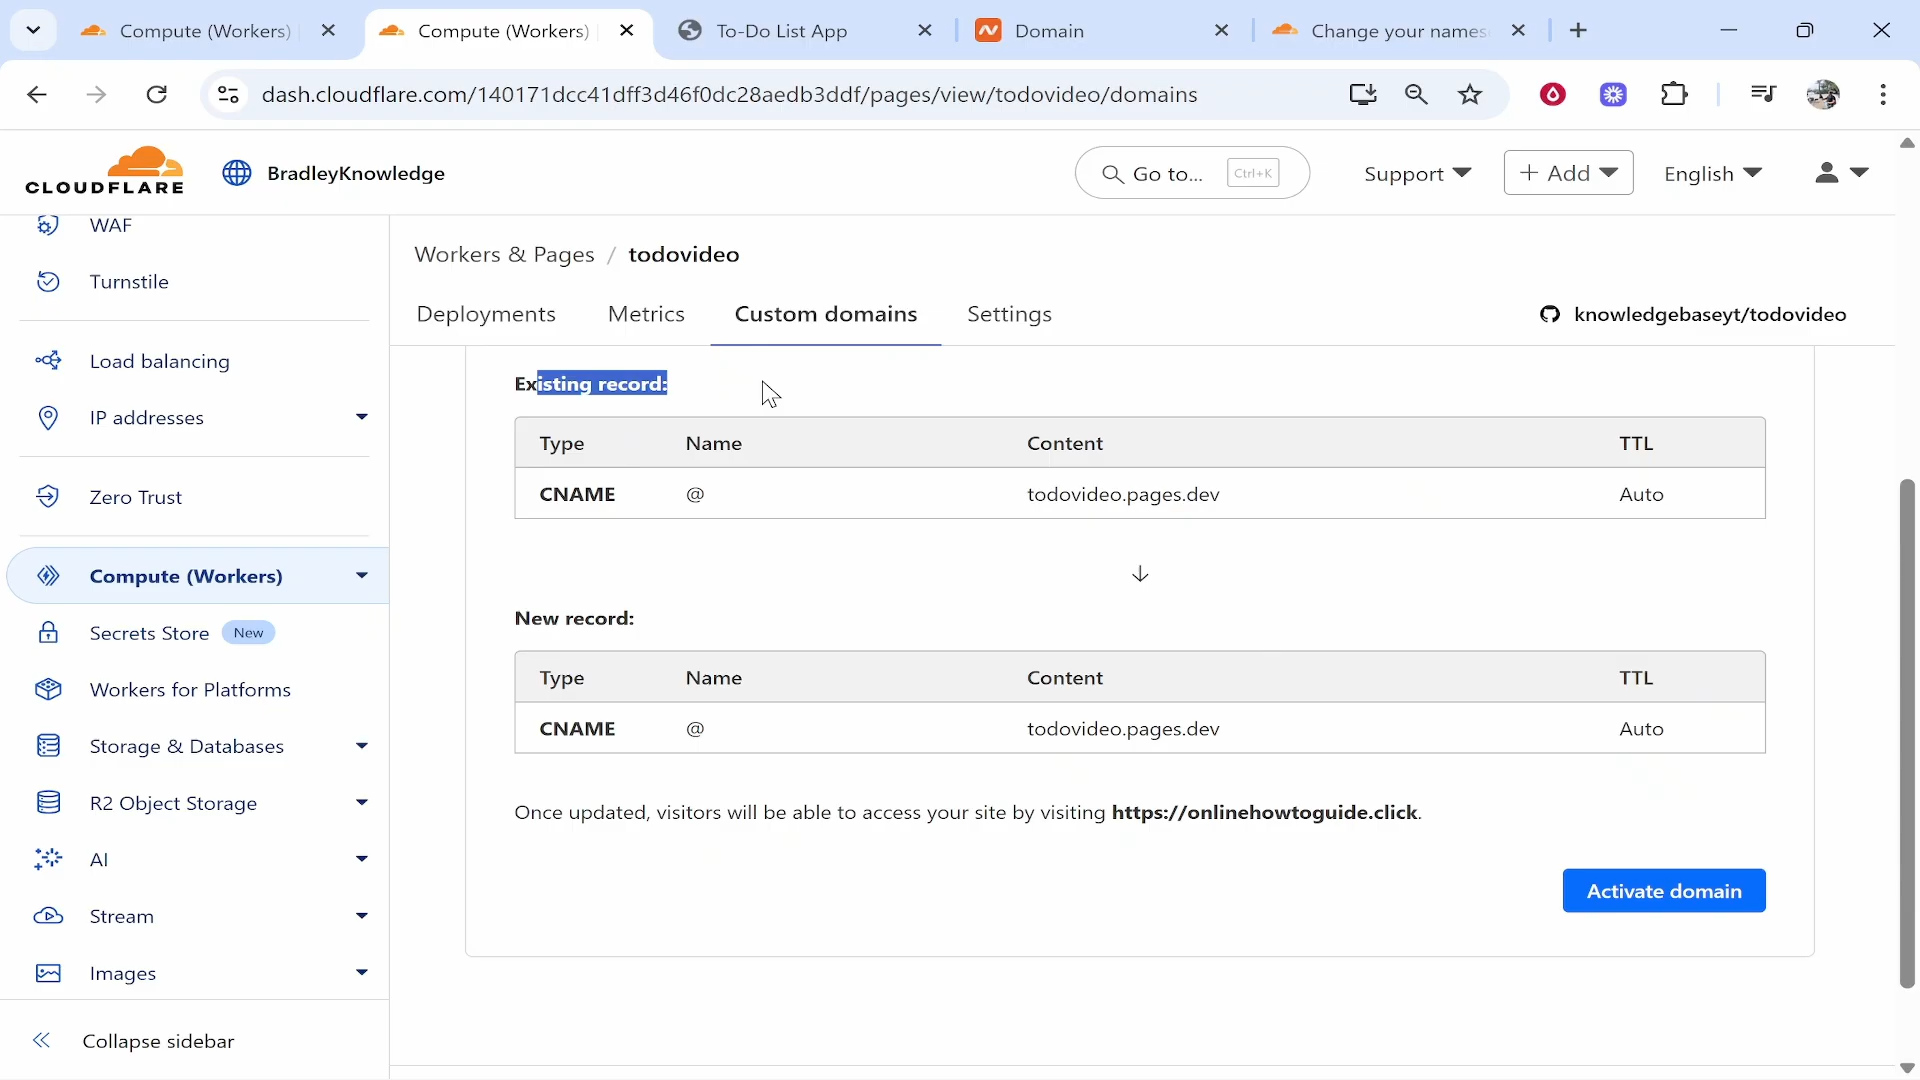 Compute (Workers)
Compute (Workers)
To-Do List App
Domain
Change your names
dash.cloudflare.com/140171dcc41dff3d46f0dc28aedb3ddf/pages/view/todovideo/domains
CLOUDFLARE
BradleyKnowledge
Go to...
Ctrl+K
Support
+ Add
English
WAF
Turnstile
Load balancing
IP addresses
Zero Trust
Compute (Workers)
Secrets Store New
Workers for Platforms
Storage & Databases
R2 Object Storage
AI
Stream
Images
Collapse sidebar
Workers & Pages / todovideo
Deployments
Metrics
Custom domains
Settings
knowledgebaseyt/todovideo
Existing record:
Type Name Content TTL
CNAME @ todovideo.pages.dev Auto
New record:
Type Name Content TTL
CNAME @ todovideo.pages.dev Auto
Once updated, visitors will be able to access your site by visiting https://onlinehowtoguide.click.
Activate domain